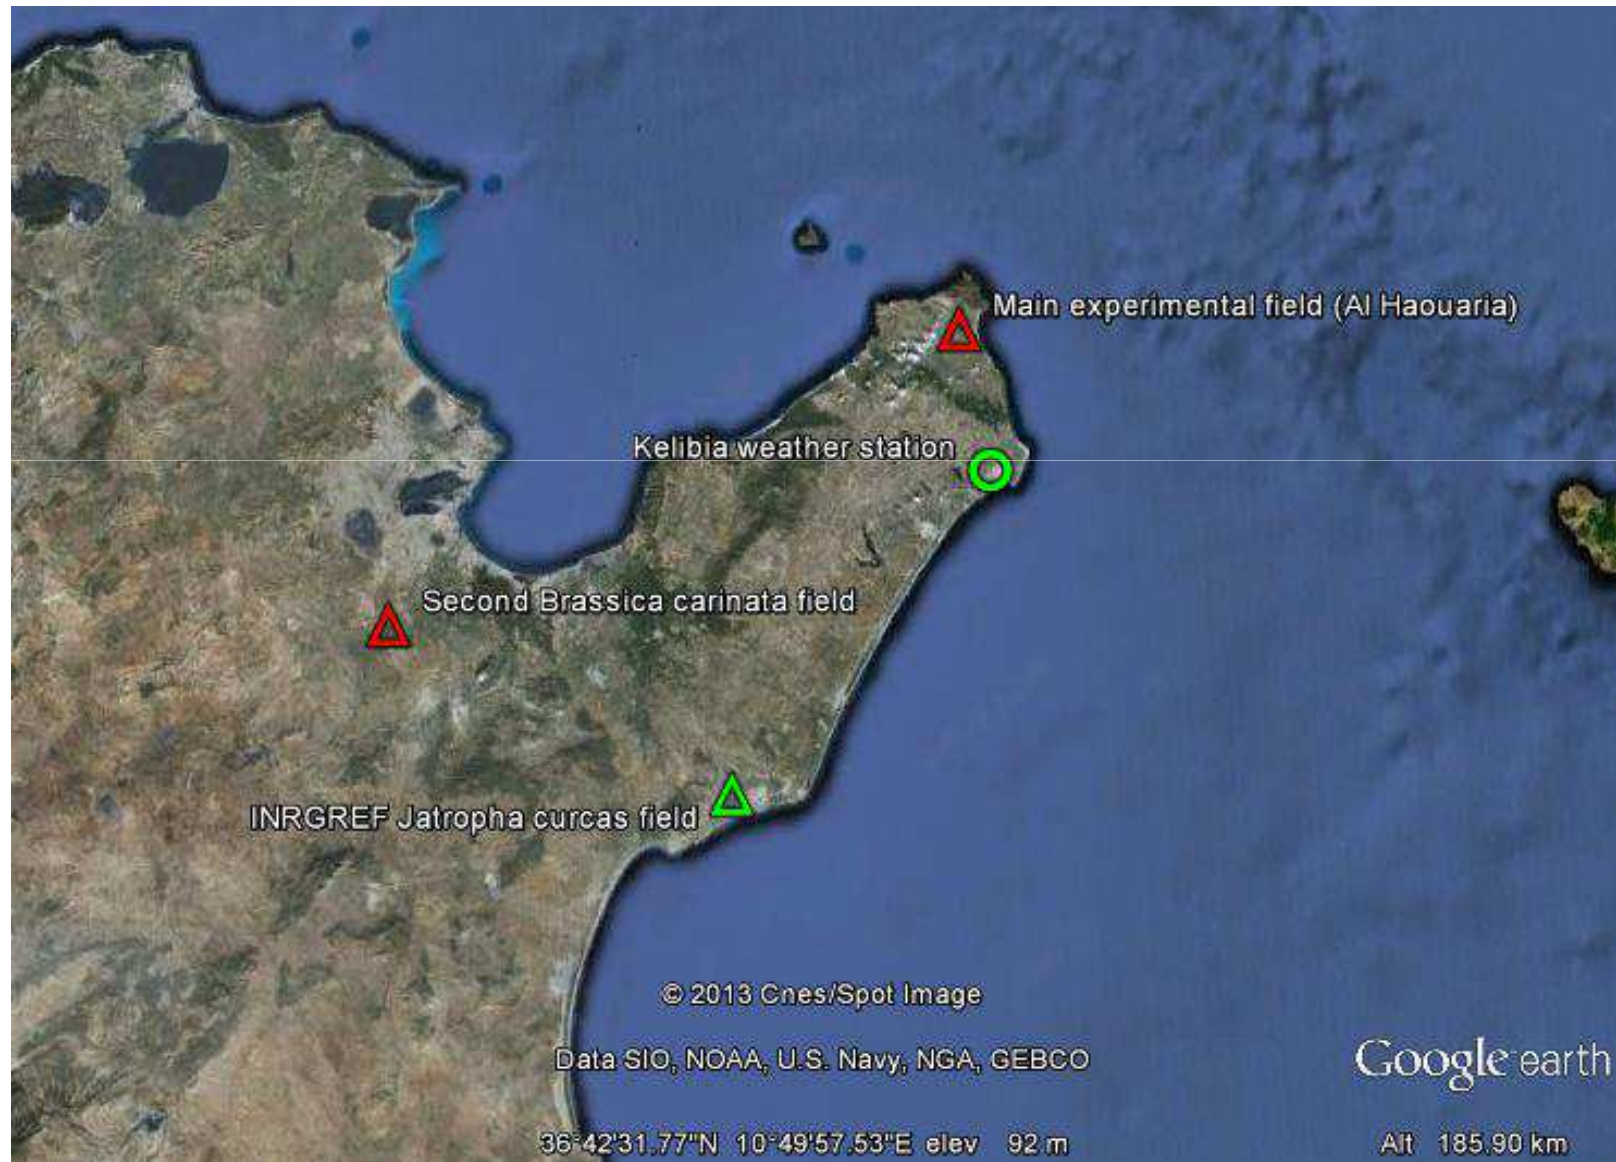 Main experimental field (Al Haouaria)
Kelibia weather station
Second Brassica carinata field
INRGREF Jatropha curcas field
© 2013 Cnes/Spot Image
Data SIO, NOAA, U.S. Navy, NGA, GEBCO
Google earth
36°42'31.77"N 10°49'57.53"E elev 92 m
Alt 185.90 km